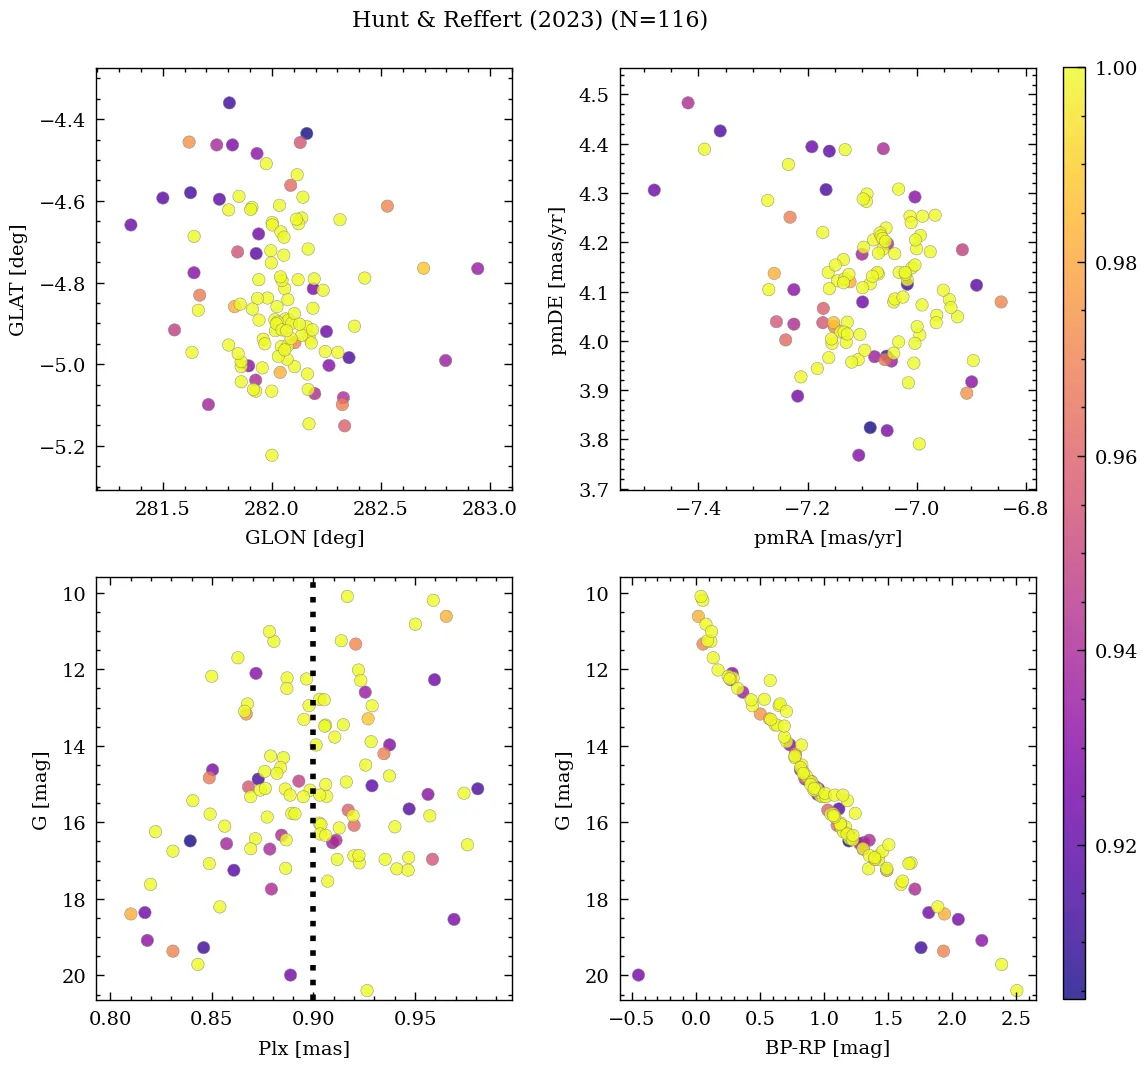 Hunt & Reffert (2023) (N=116)
−4.4
−4.6
−4.8
−5.0
−5.2
GLAT [deg]
281.5 282.0 282.5 283.0
GLON [deg]
4.5
4.4
4.3
4.2
4.1
4.0
3.9
3.8
3.7
pmDE [mas/yr]
−7.4 −7.2 −7.0 −6.8
pmRA [mas/yr]
10
12
14
16
18
20
G [mag]
0.80 0.85 0.90 0.95
Plx [mas]
10
12
14
16
18
20
G [mag]
−0.5 0.0 0.5 1.0 1.5 2.0 2.5
BP-RP [mag]
1.00
0.98
0.96
0.94
0.92